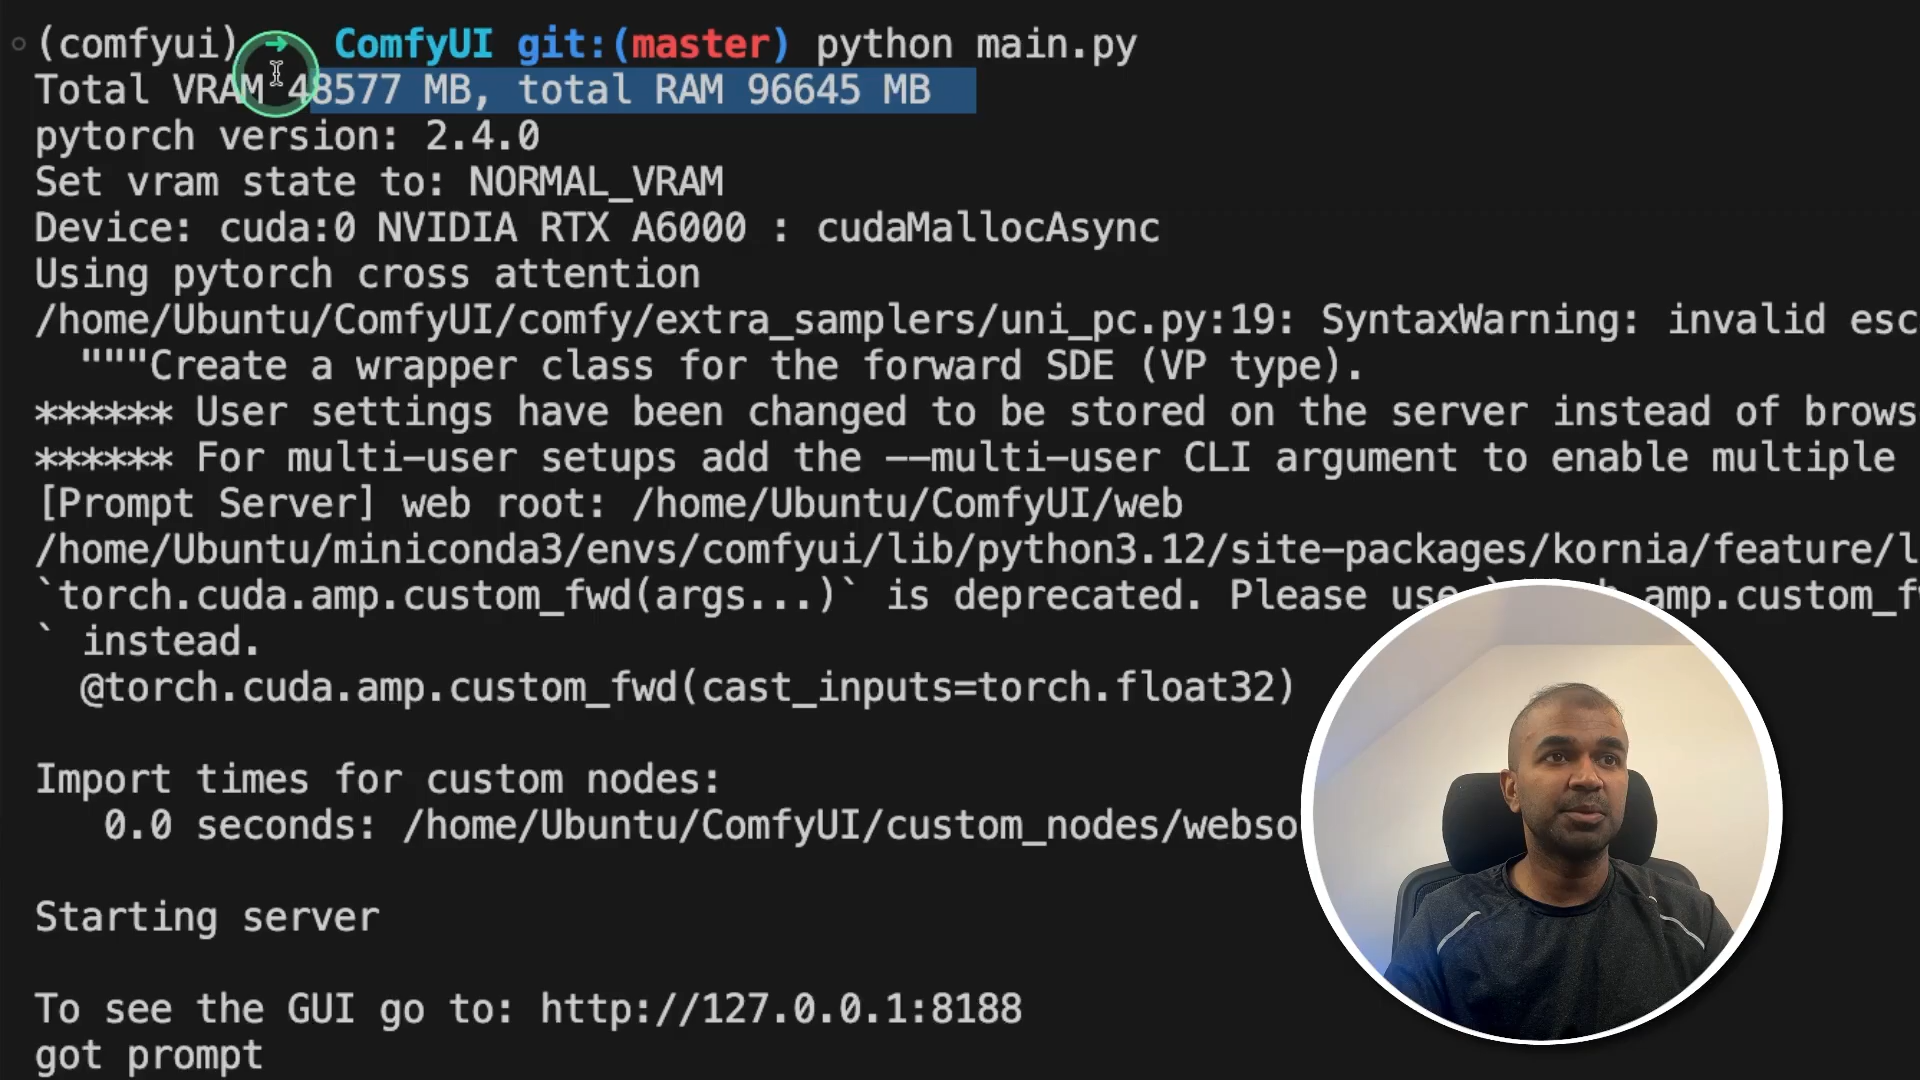 (comfyui) → ComfyUI git:(master) python main.py
Total VRAM 48577 MB, total RAM 96645 MB
pytorch version: 2.4.0
Set vram state to: NORMAL_VRAM
Device: cuda:0 NVIDIA RTX A6000 : cudaMallocAsync
Using pytorch cross attention
/home/Ubuntu/ComfyUI/comfy/extra_samplers/uni_pc.py:19: SyntaxWarning: invalid esc
"""Create a wrapper class for the forward SDE (VP type).
****** User settings have been changed to be stored on the server instead of brows
****** For multi-user setups add the --multi-user CLI argument to enable multiple
[Prompt Server] web root: /home/Ubuntu/ComfyUI/web
/home/Ubuntu/miniconda3/envs/comfyui/lib/python3.12/site-packages/kornia/feature/l
`torch.cuda.amp.custom_fwd(args...)` is deprecated. Please use amp.custom_f
` instead.
@torch.cuda.amp.custom_fwd(cast_inputs=torch.float32)
Import times for custom nodes:
0.0 seconds: /home/Ubuntu/ComfyUI/custom_nodes/webso
Starting server
To see the GUI go to: http://127.0.0.1:8188
got prompt